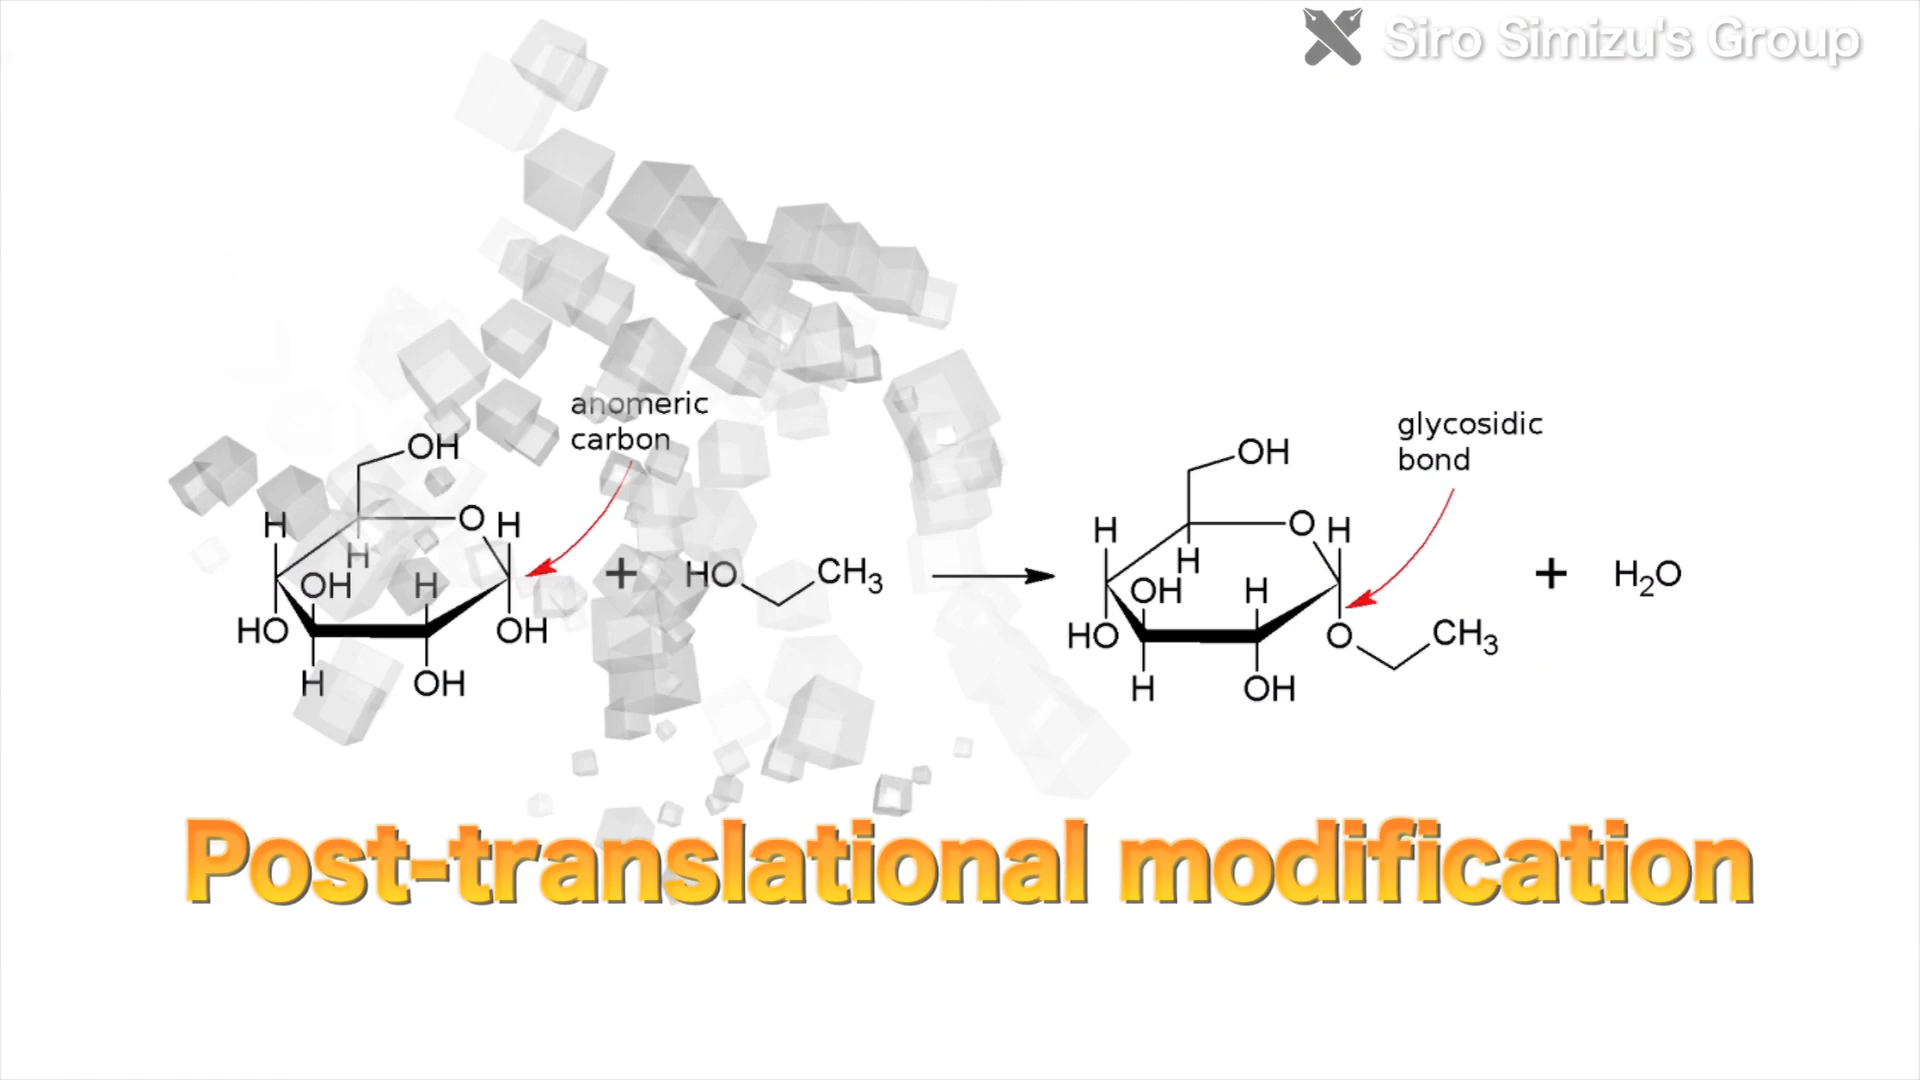 Siro Simizu's Group
anomeric
carbon
OH
H
O
H
H
OH
H
HO
OH
H
OH
+
HO
CH3
glycosidic
bond
OH
H
O
H
H
OH
H
HO
O
CH3
H
OH
+
H2O
Post-translational modification